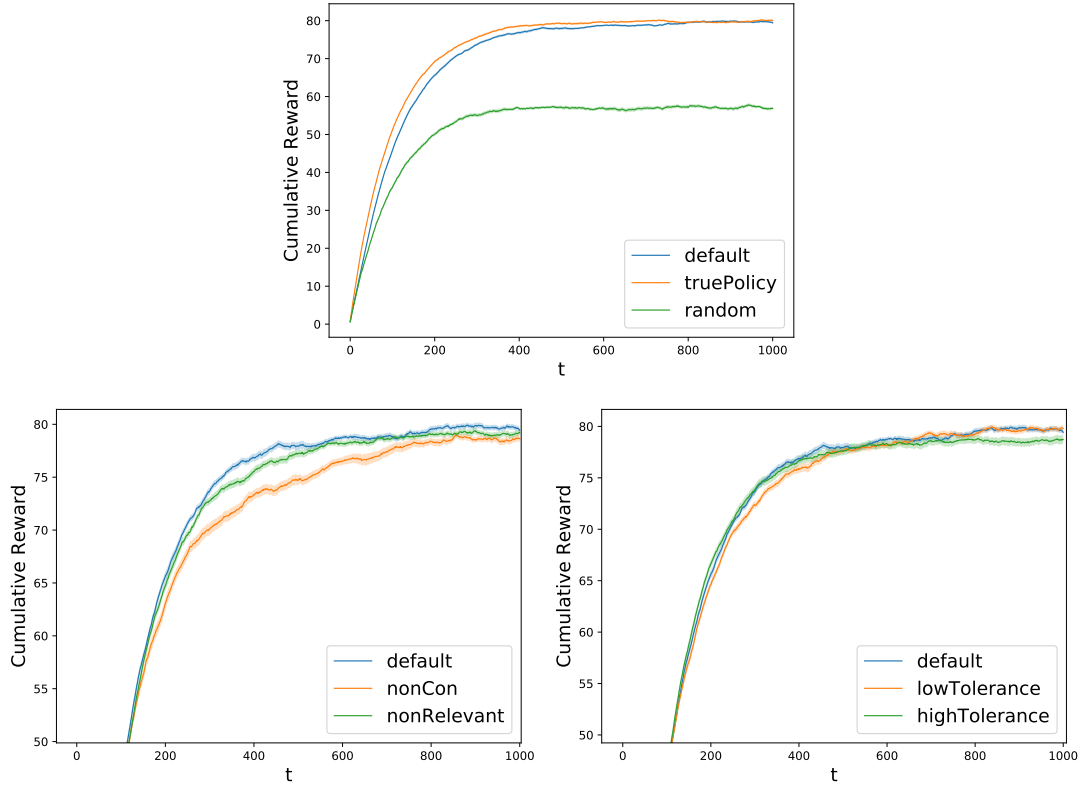 80
70
60
50
40
30
20
10
0
Cumulative Reward
default
truePolicy
random
0 200 400 600 800 1000
t
80
75
70
65
60
55
50
Cumulative Reward
default
nonCon
nonRelevant
0 200 400 600 800 1000
t
80
75
70
65
60
55
50
Cumulative Reward
default
lowTolerance
highTolerance
0 200 400 600 800 1000
t